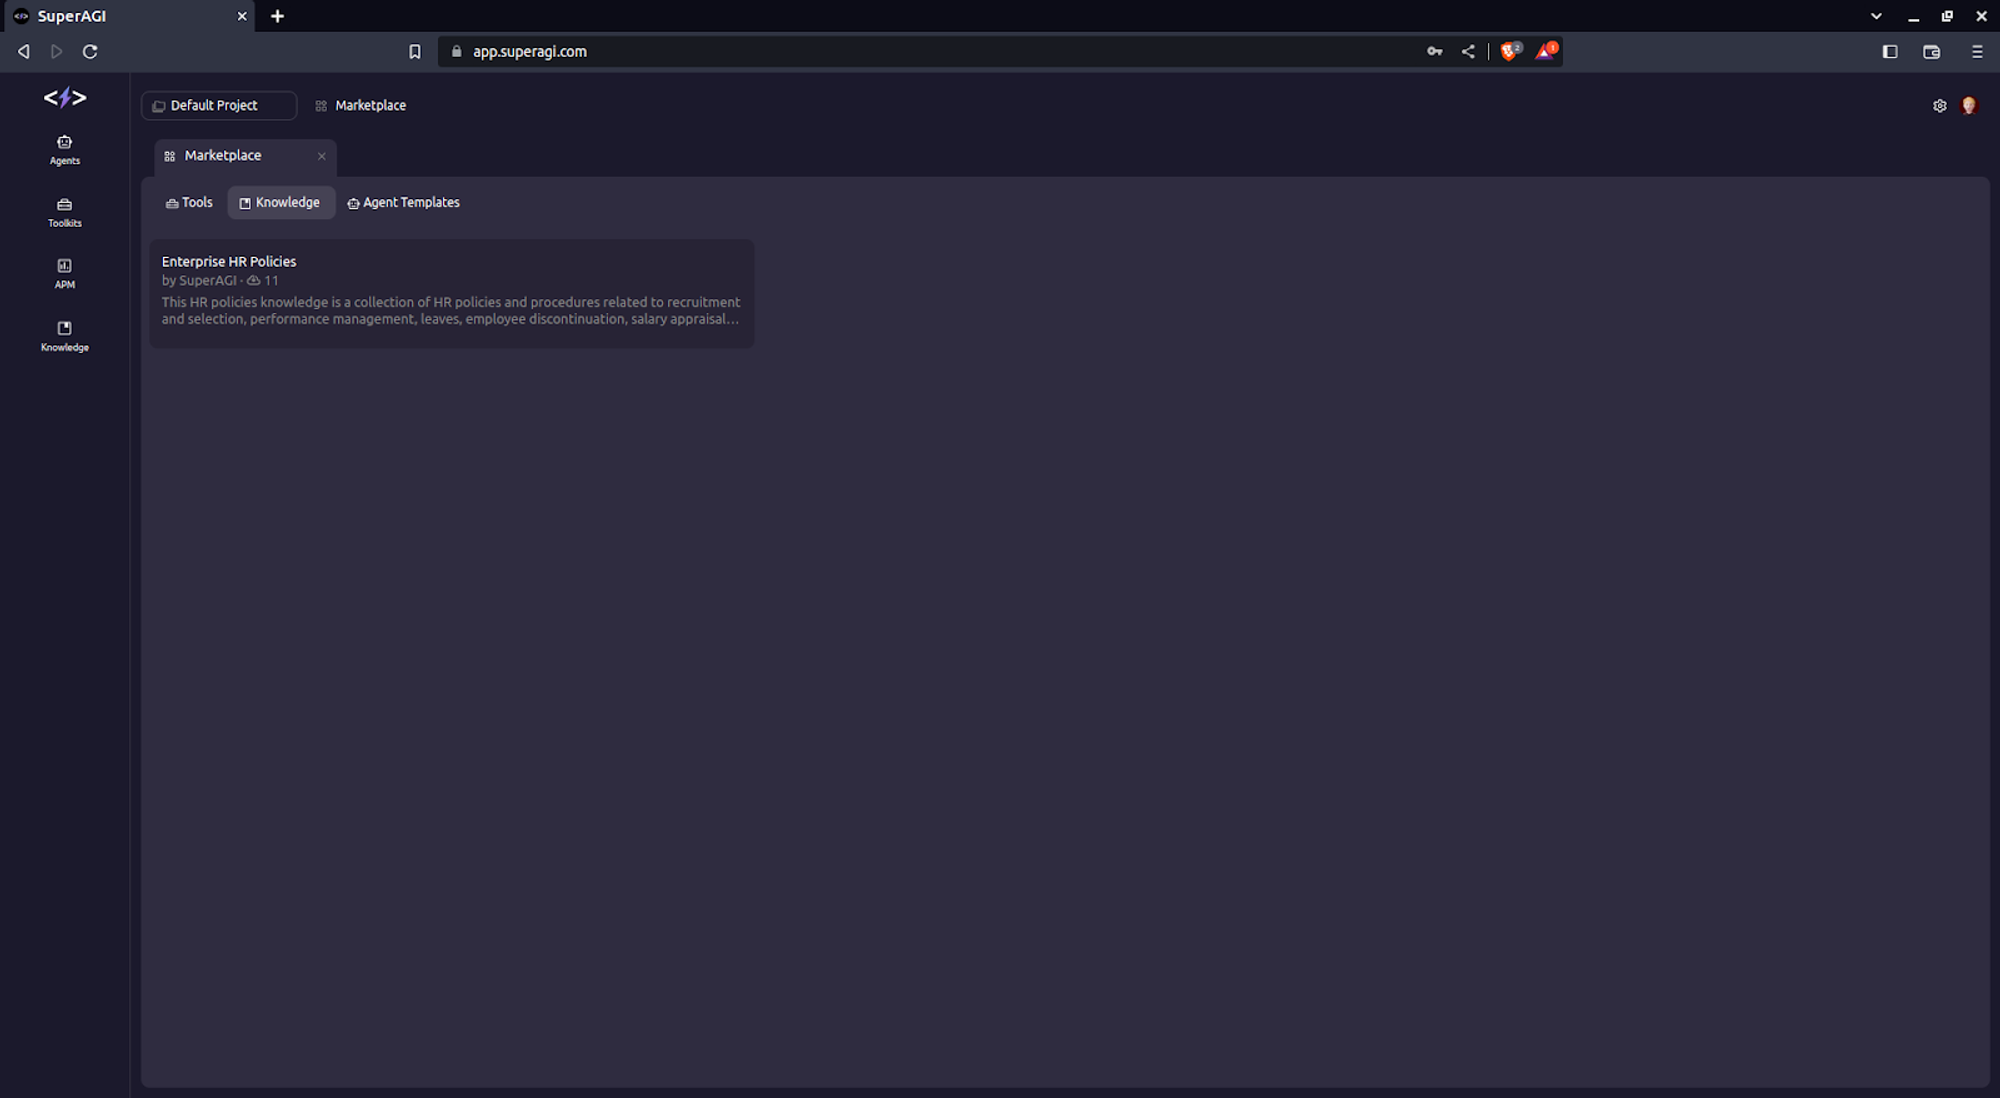 SuperAGI
app.superagi.com
2
1
Default Project
Marketplace
Agents
Toolkits
APM
Knowledge
Marketplace
Tools
Knowledge
Agent Templates
Enterprise HR Policies
by SuperAGI · 11
This HR policies knowledge is a collection of HR policies and procedures related to recruitment
and selection, performance management, leaves, employee discontinuation, salary appraisal...